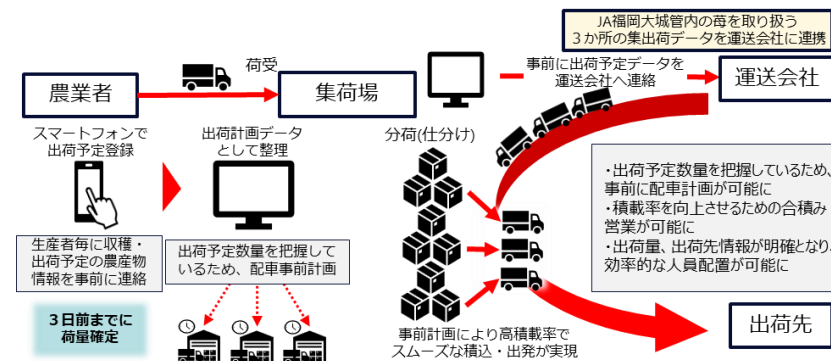 JA福岡大城管内の苺を取り扱う
３か所の集出荷データを運送会社に連携
農業者
荷受
集荷場
事前に出荷予定データを
運送会社へ連絡
運送会社
スマートフォンで
出荷予定登録
出荷計画データ
として整理
分荷(仕分け)
生産者毎に収穫・
出荷予定の農産物
情報を事前に連絡
出荷予定数量を把握して
いるため、配車事前計画
・出荷予定数量を把握しているため、
事前に配車計画が可能に
・積載率を向上させるための合積み
営業が可能に
・出荷量、出荷先情報が明確となり、
効率的な人員配置が可能に
３日前までに
荷量確定
事前計画により高積載率で
スムーズな積込・出発が実現
出荷先